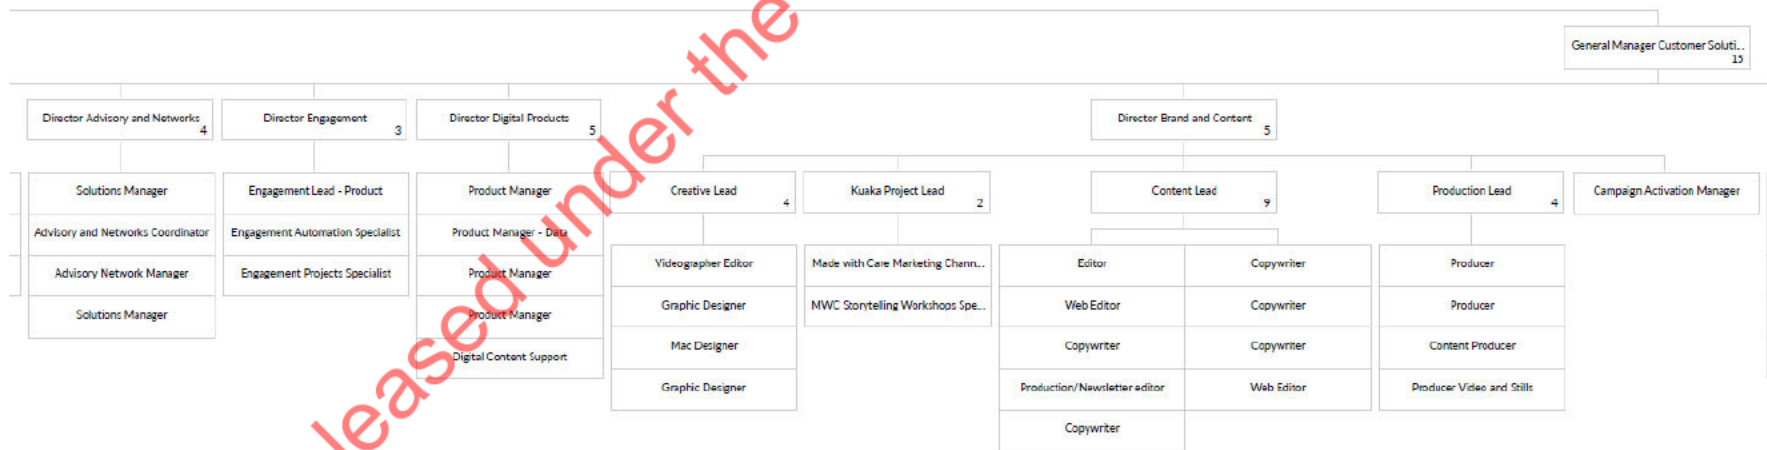 General Manager Customer Soluti...
15
Director Advisory and Networks
4
Director Engagement
3
Director Digital Products
5
Director Brand and Content
5
Solutions Manager
Advisory and Networks Coordinator
Advisory Network Manager
Solutions Manager
Engagement Lead - Product
Engagement Automation Specialist
Engagement Projects Specialist
Product Manager
Product Manager - Data
Product Manager
Product Manager
Digital Content Support
Creative Lead
4
Videographer Editor
Graphic Designer
Mac Designer
Graphic Designer
Kuaka Project Lead
2
Made with Care Marketing Chann...
MWC Storytelling Workshops Spe...
Content Lead
9
Editor
Web Editor
Copywriter
Production/Newsletter editor
Copywriter
Copywriter
Copywriter
Copywriter
Web Editor
Production Lead
4
Producer
Producer
Content Producer
Producer Video and Stills
Campaign Activation Manager
leased under the